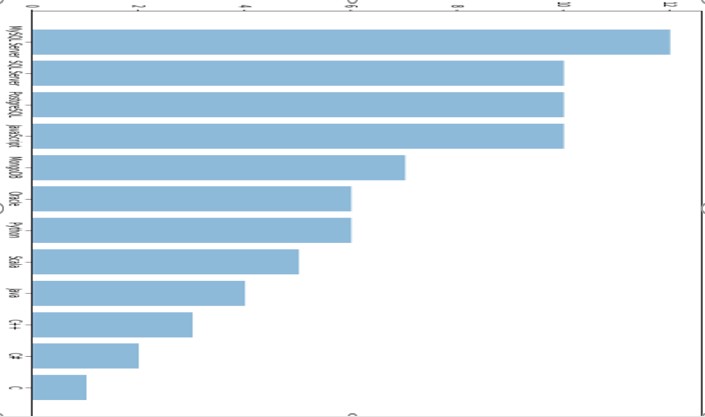 0 2 4 6 8 10 12
MySQL Server
SQL Server
PostgreSQL
JavaScript
MongoDB
Oracle
Python
Scala
Java
C++
C#
C